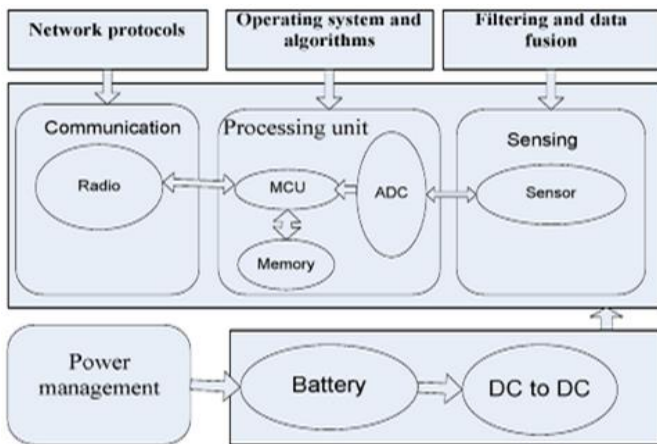 Network protocols
Operating system and
algorithms
Filtering and data
fusion
Communication
Processing unit
Sensing
Radio
MCU
ADC
Sensor
Memory
Power
management
Battery
DC to DC